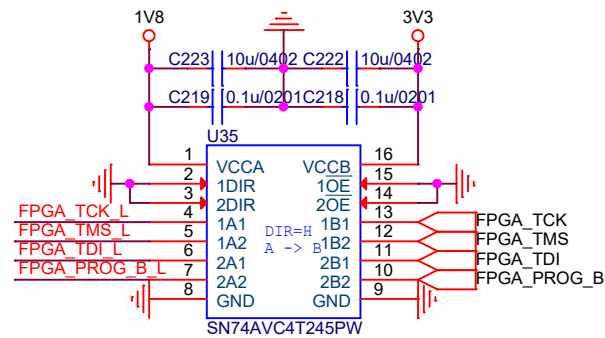 1V8 3V3
C223 10u/0402 C222 10u/0402
C219 0.1u/0201 C218 0.1u/0201
U35
1 VCCA VCCB 16
2 1DIR 1OE 15
3 2DIR 2OE 14
FPGA_TCK_L 4 1A1 1B1 13 FPGA_TCK
FPGA_TMS_L 5 1A2 1B2 12 FPGA_TMS
FPGA_TDI_L 6 2A1 2B1 11 FPGA_TDI
FPGA_PROG_B_L 7 2A2 2B2 10 FPGA_PROG_B
DIR=H
A -> B
8 GND GND 9
SN74AVC4T245PW